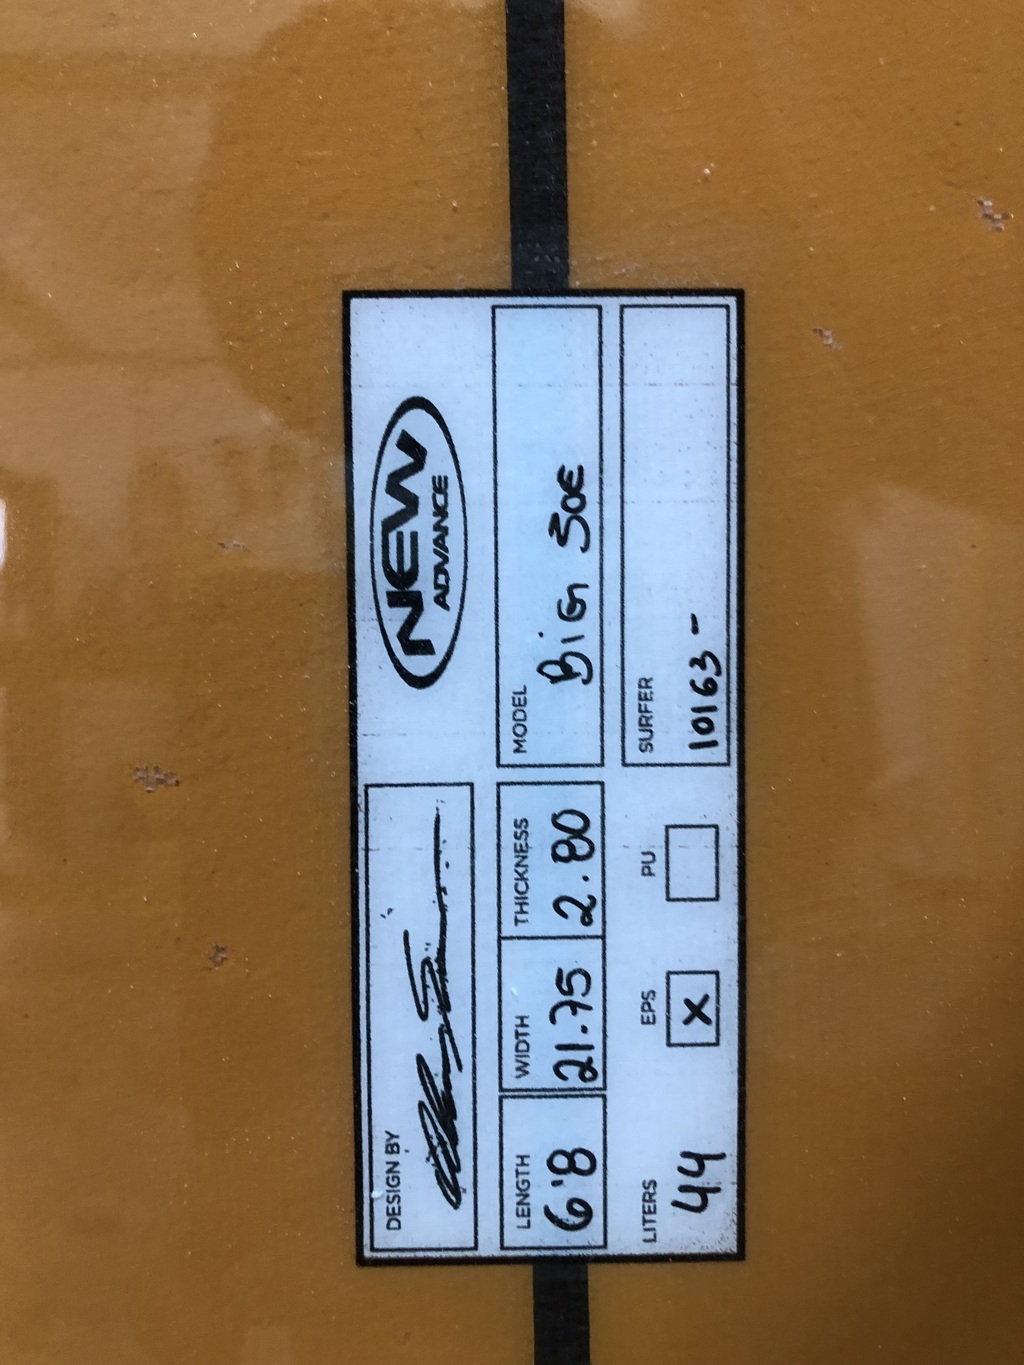 DESIGN BY
NEW
ADVANCE
LENGTH WIDTH THICKNESS MODEL
6'8 21.75 2.80 BiG JOE
LITERS EPS PU SURFER
44 X 10163-